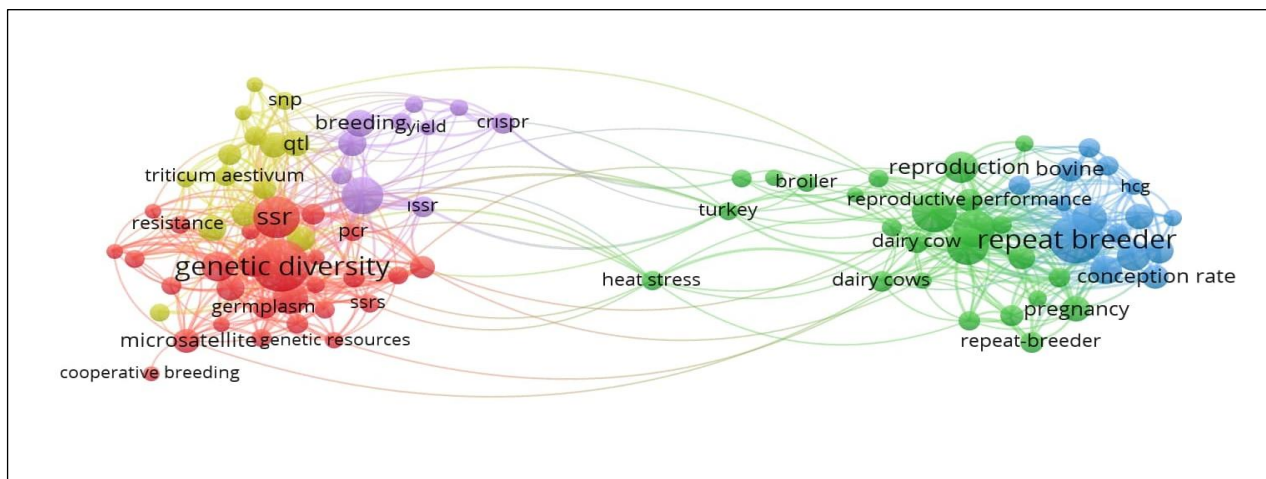 snp
breeding
yield
crıspr
qtl
triticum aestivum
resistance
ssr
pcr
ıssr
genetic diversity
germplasm
ssrs
microsatellite
genetic resources
cooperative breeding
broiler
turkey
heat stress
reproduction
bovine
hcg
reproductive performance
dairy cow
repeat breeder
dairy cows
conception rate
pregnancy
repeat-breeder